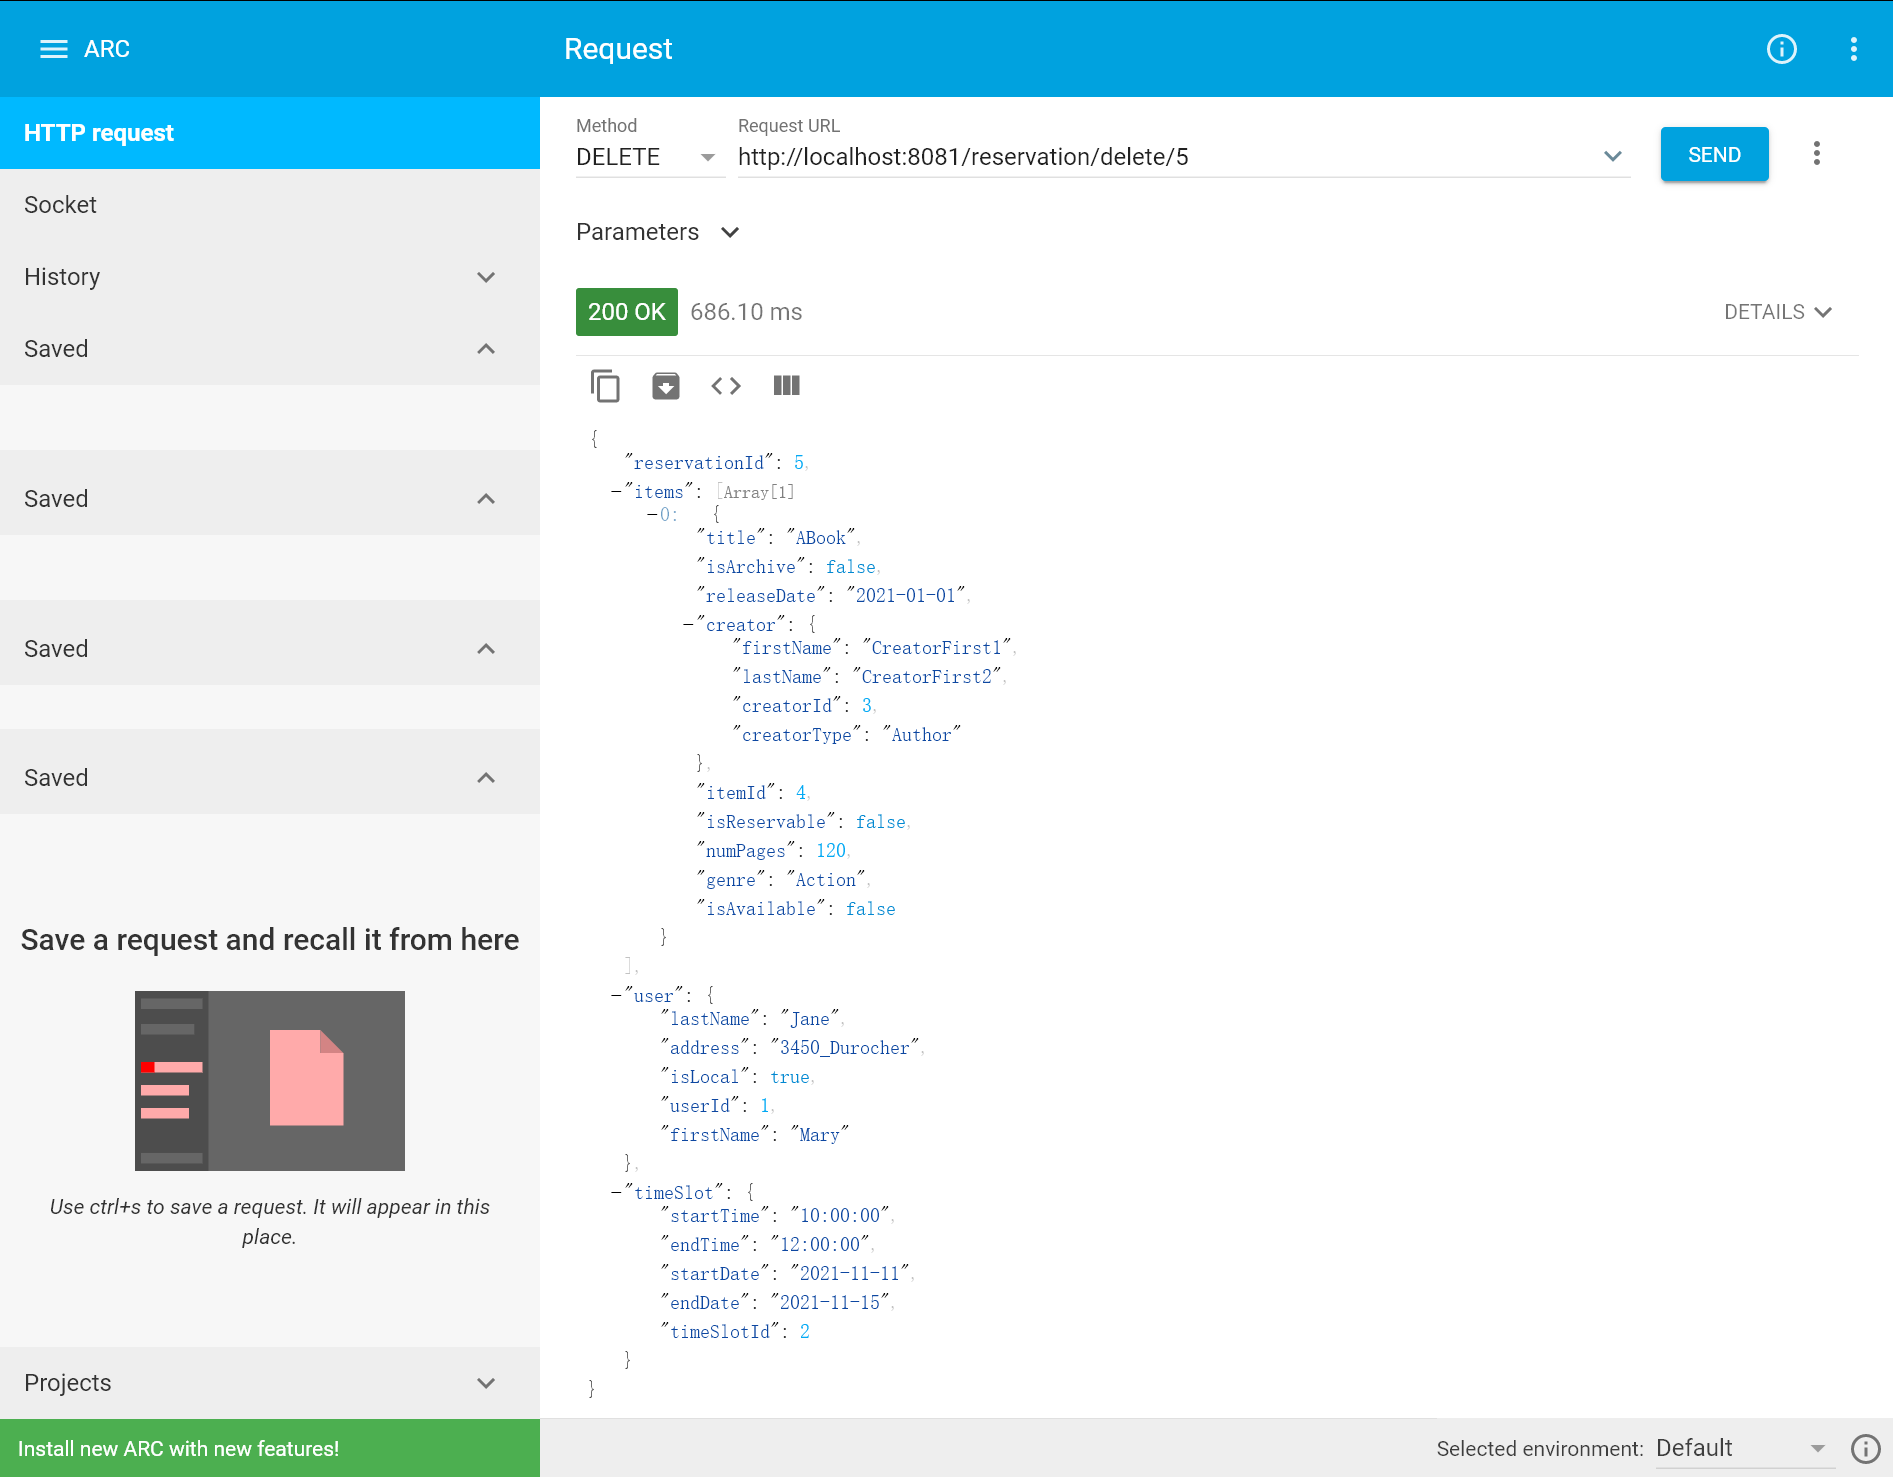 ARC
Request
HTTP request
Socket
History
Saved
Saved
Saved
Saved
Save a request and recall it from here
Use ctrl+s to save a request. It will appear in this
place.
Projects
Install new ARC with new features!
Method
DELETE
Request URL
http://localhost:8081/reservation/delete/5
SEND
Parameters
200 OK
686.10 ms
DETAILS
{
"reservationId": 5,
−"items": [Array[1]
−0: {
"title": "ABook",
"isArchive": false,
"releaseDate": "2021-01-01",
−"creator": {
"firstName": "CreatorFirst1",
"lastName": "CreatorFirst2",
"creatorId": 3,
"creatorType": "Author"
},
"itemId": 4,
"isReservable": false,
"numPages": 120,
"genre": "Action",
"isAvailable": false
}
],
−"user": {
"lastName": "Jane",
"address": "3450_Durocher",
"isLocal": true,
"userId": 1,
"firstName": "Mary"
},
−"timeSlot": {
"startTime": "10:00:00",
"endTime": "12:00:00",
"startDate": "2021-11-11",
"endDate": "2021-11-15",
"timeSlotId": 2
}
}
Selected environment: Default